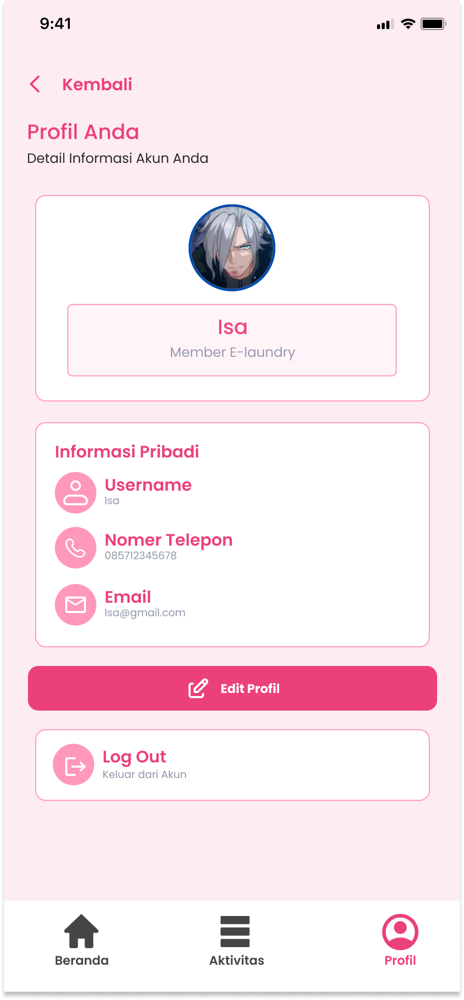 9:41
Kembali
Profil Anda
Detail Informasi Akun Anda
Isa
Member E-laundry
Informasi Pribadi
Username
Isa
Nomer Telepon
085712345678
Email
Isa@gmail.com
Edit Profil
Log Out
Keluar dari Akun
Beranda
Aktivitas
Profil